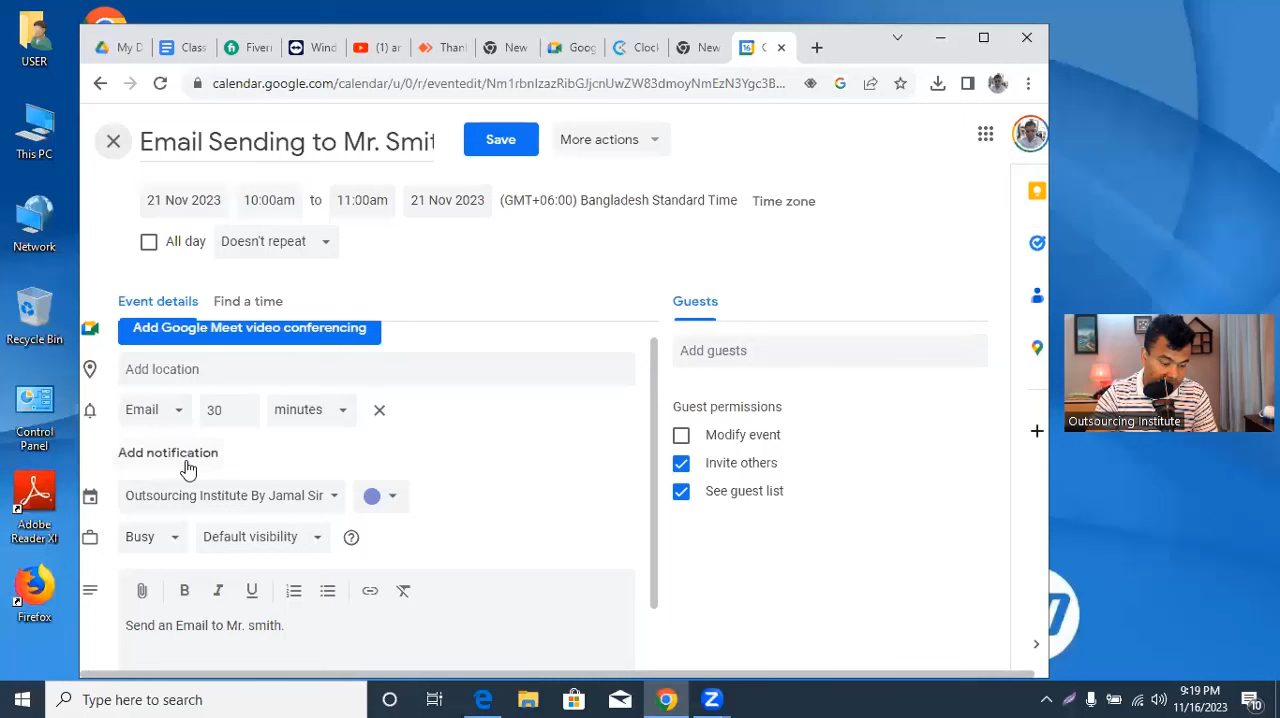 USER
This PC
Network
Recycle Bin
Control
Panel
Adobe
Reader XI
Firefox
My D
Class
Fiverr
Wind
(1) ar
Than
New
Goog
Clock
New
calendar.google.com/calendar/u/0/r/eventedit/Nm1rbnIzazRibGJjcnUwZW83dmoyNmEzN3Ygc3B...
Email Sending to Mr. Smit
Save
More actions
21 Nov 2023
10:00am
to
11:00am
21 Nov 2023
(GMT+06:00) Bangladesh Standard Time
Time zone
All day
Doesn't repeat
Event details
Find a time
Guests
Add Google Meet video conferencing
Add location
Add guests
Email
30
minutes
Guest permissions
Modify event
Add notification
Invite others
Outsourcing Institute By Jamal Sir
See guest list
Busy
Default visibility
B
I
U
Send an Email to Mr. smith.
Outsourcing Institute
Type here to search
9:19 PM
11/16/2023
10